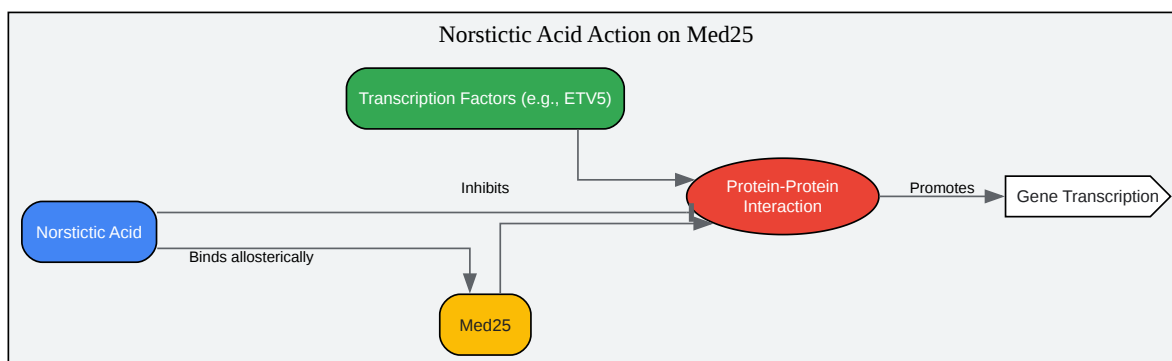 Norstictic Acid Action on Med25
Transcription Factors (e.g., ETV5)
Inhibits
Protein-Protein
Interaction
Promotes
Gene Transcription
Norstictic Acid
Binds allosterically
Med25